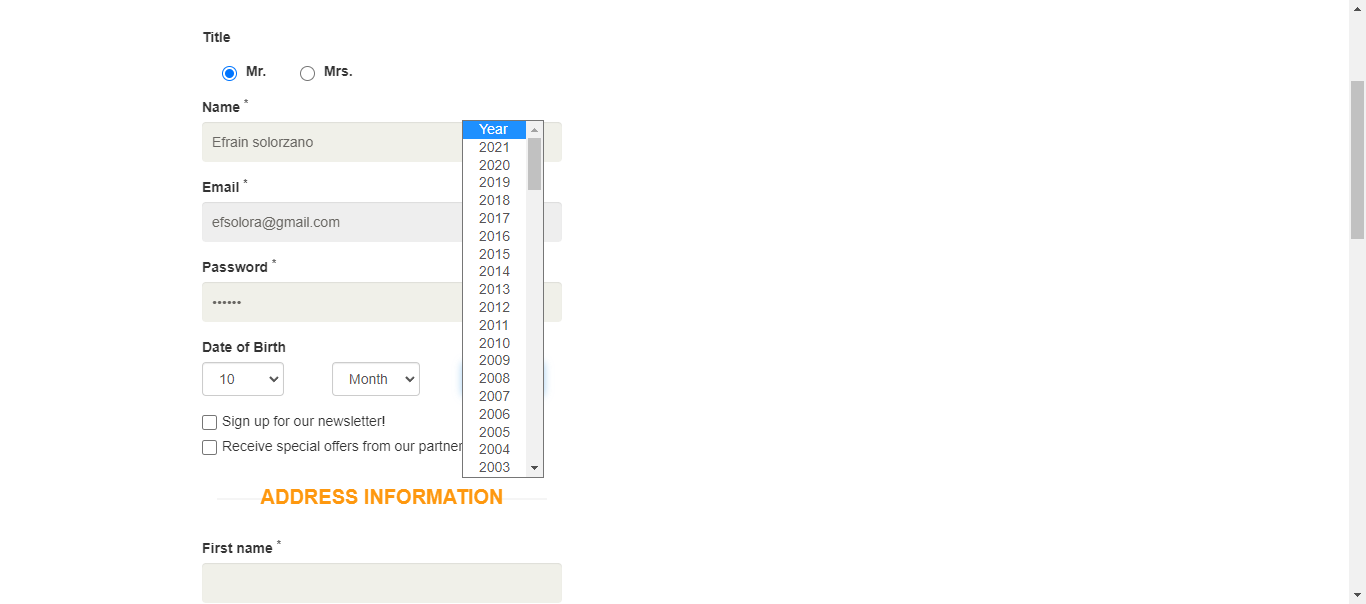 Title
Mr. Mrs.
Name *
Efrain solorzano
Email *
efsolora@gmail.com
Password *
••••••
Date of Birth
10 Month
Year
2021
2020
2019
2018
2017
2016
2015
2014
2013
2012
2011
2010
2009
2008
2007
2006
2005
2004
2003
Sign up for our newsletter!
Receive special offers from our partner
ADDRESS INFORMATION
First name *